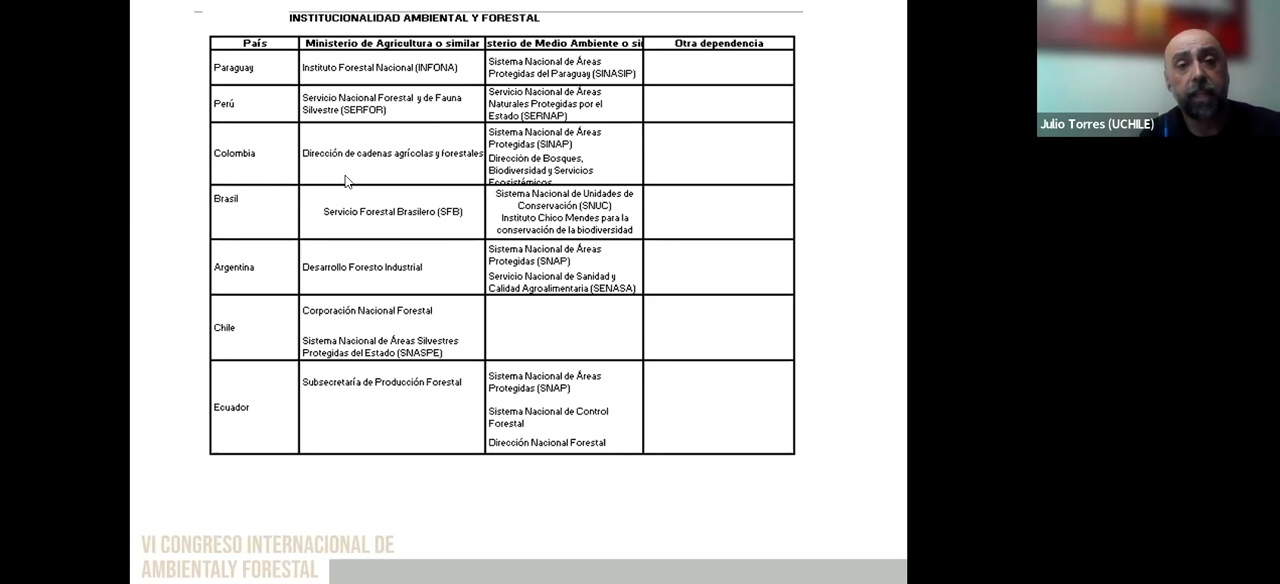 INSTITUCIONALIDAD AMBIENTAL Y FORESTAL
País Ministerio de Agricultura o similar sterio de Medio Ambiente o si Otra dependencia
Paraguay
Instituto Forestal Nacional (INFONA)
Sistema Nacional de Áreas
Protegidas del Paraguay (SINASIP)
Perú
Servicio Nacional Forestal y de Fauna
Silvestre (SERFOR)
Servicio Nacional de Áreas
Naturales Protegidas por el
Estado (SERNAP)
Colombia
Dirección de cadenas agrícolas y forestales
Sistema Nacional de Áreas
Protegidas (SINAP)
Dirección de Bosques,
Biodiversidad y Servicios
Ecosistémicos
Brasil
Servicio Forestal Brasilero (SFB)
Sistema Nacional de Unidades de
Conservación (SNUC)
Instituto Chico Mendes para la
conservación de la biodiversidad
Argentina
Desarrollo Foresto Industrial
Sistema Nacional de Áreas
Protegidas (SNAP)
Servicio Nacional de Sanidad y
Calidad Agroalimentaria (SENASA)
Chile
Corporación Nacional Forestal
Sistema Nacional de Áreas Silvestres
Protegidas del Estado (SNASPE)
Ecuador
Subsecretaría de Producción Forestal
Sistema Nacional de Áreas
Protegidas (SNAP)
Sistema Nacional de Control
Forestal
Dirección Nacional Forestal
VI CONGRESO INTERNACIONAL DE
AMBIENTALY FORESTAL
Julio Torres (UCHILE)